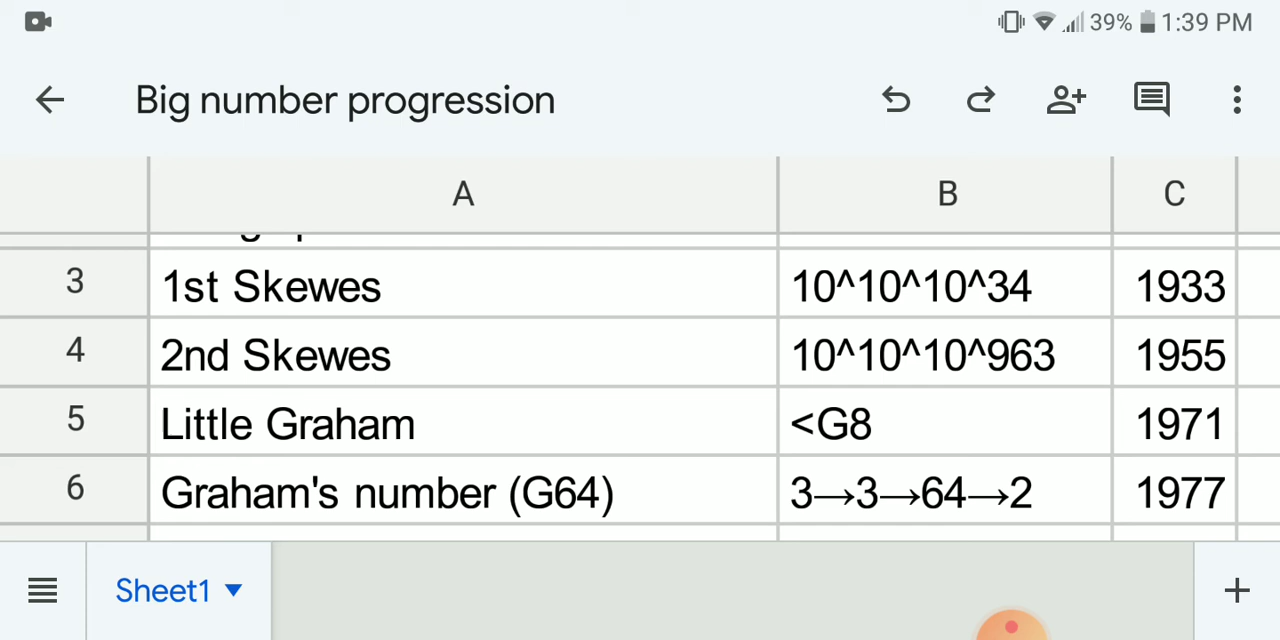 39% 1:39 PM
Big number progression
A B C
3 1st Skewes 10^10^10^34 1933
4 2nd Skewes 10^10^10^963 1955
5 Little Graham <G8 1971
6 Graham's number (G64) 3→3→64→2 1977
Sheet1